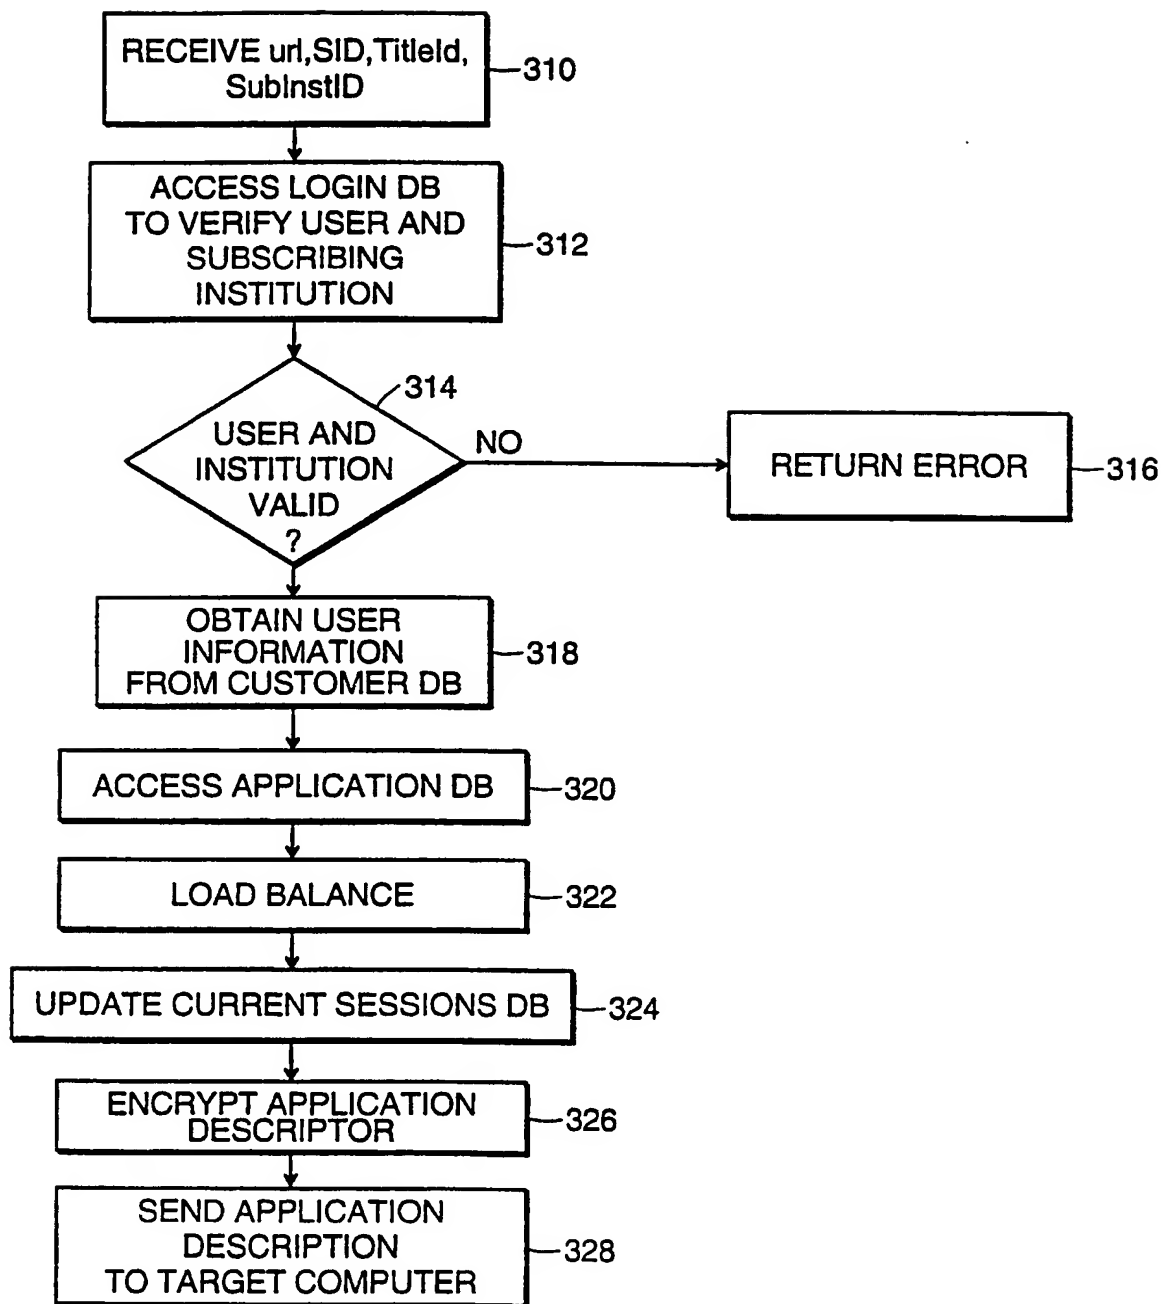 RECEIVE url,SID,TitleId,
SubInstID
310
ACCESS LOGIN DB
TO VERIFY USER AND
SUBSCRIBING
INSTITUTION
312
314
USER AND
INSTITUTION
VALID
?
NO
RETURN ERROR
316
OBTAIN USER
INFORMATION
FROM CUSTOMER DB
318
ACCESS APPLICATION DB
320
LOAD BALANCE
322
UPDATE CURRENT SESSIONS DB
324
ENCRYPT APPLICATION
DESCRIPTOR
326
SEND APPLICATION
DESCRIPTION
TO TARGET COMPUTER
328